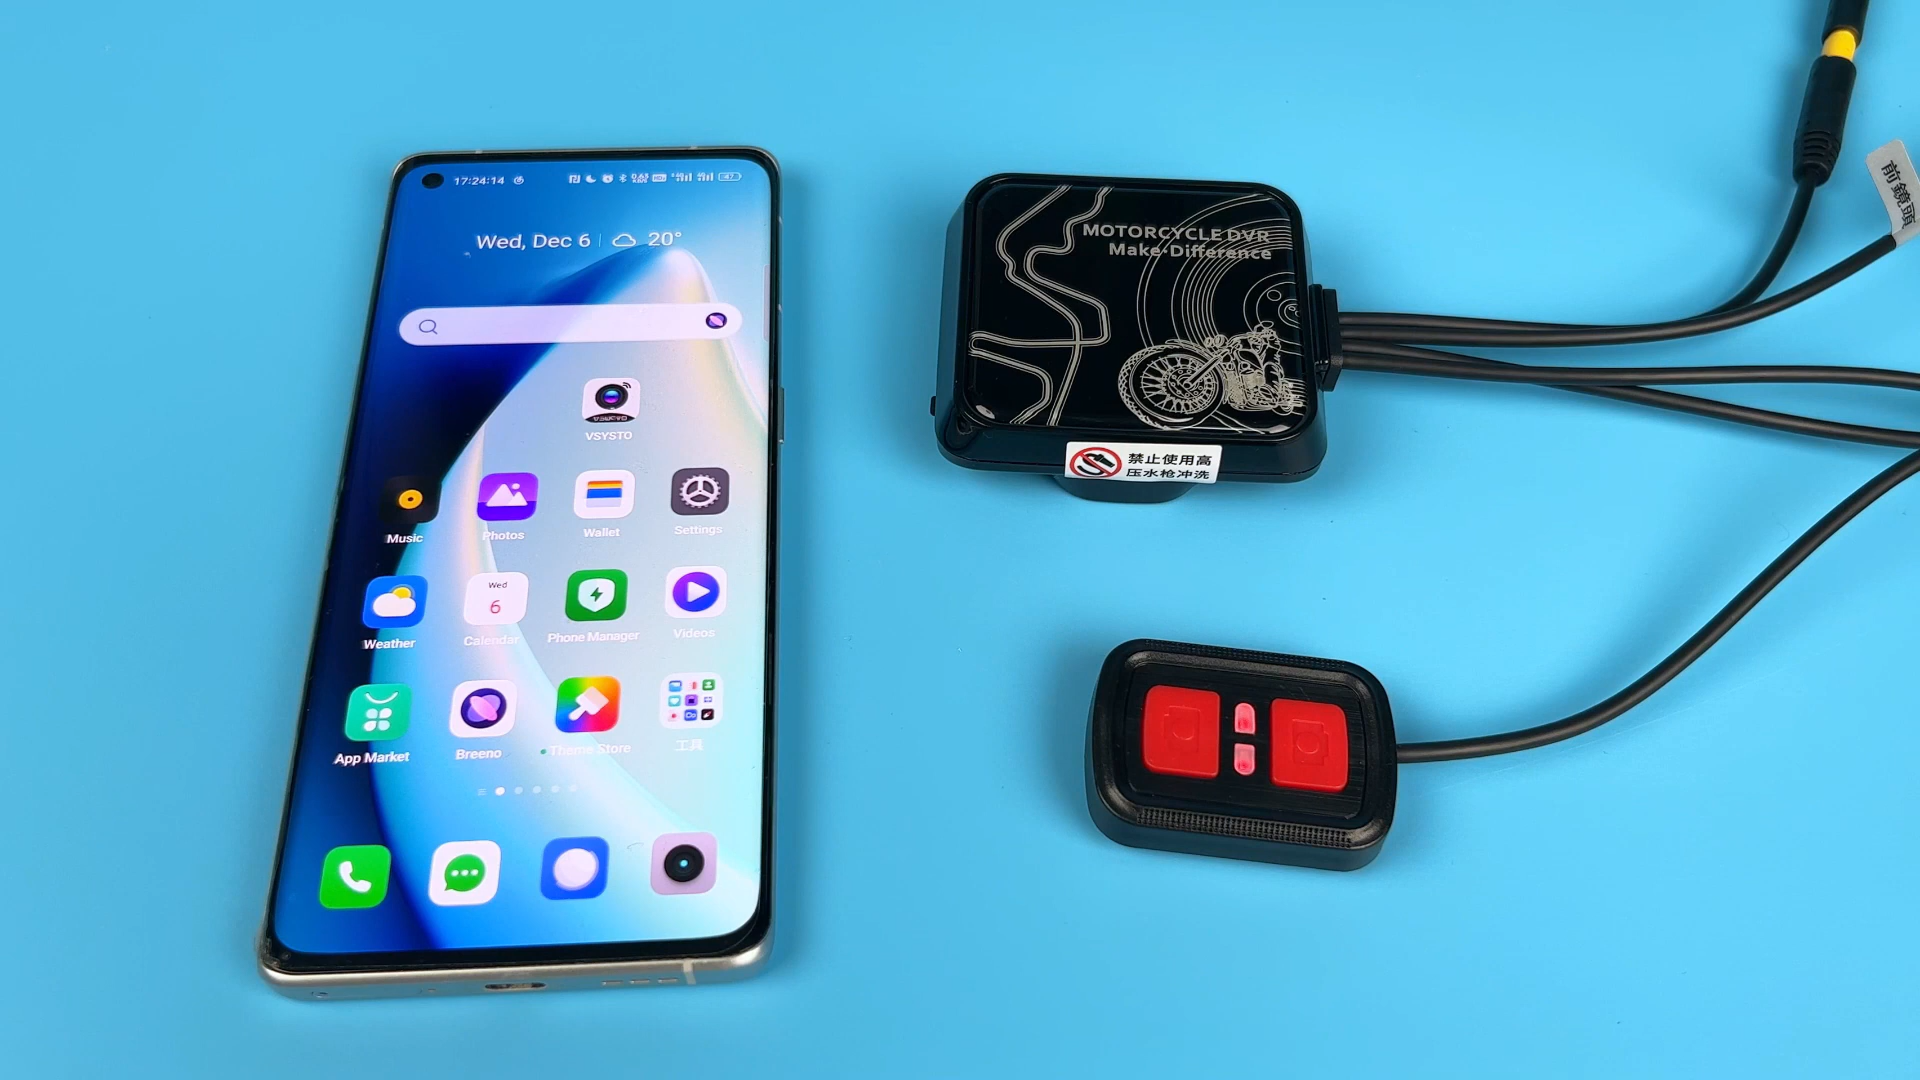 17:24:14
Wed, Dec 6
20°
VSYSTO
Music
Photos
Wallet
Settings
Weather
Wed
6
Calendar
Phone Manager
Videos
App Market
Breeno
Theme Store
工具
MOTORCYCLE DVR
Make·Difference
禁止使用高
压水枪冲洗
前鏡頭